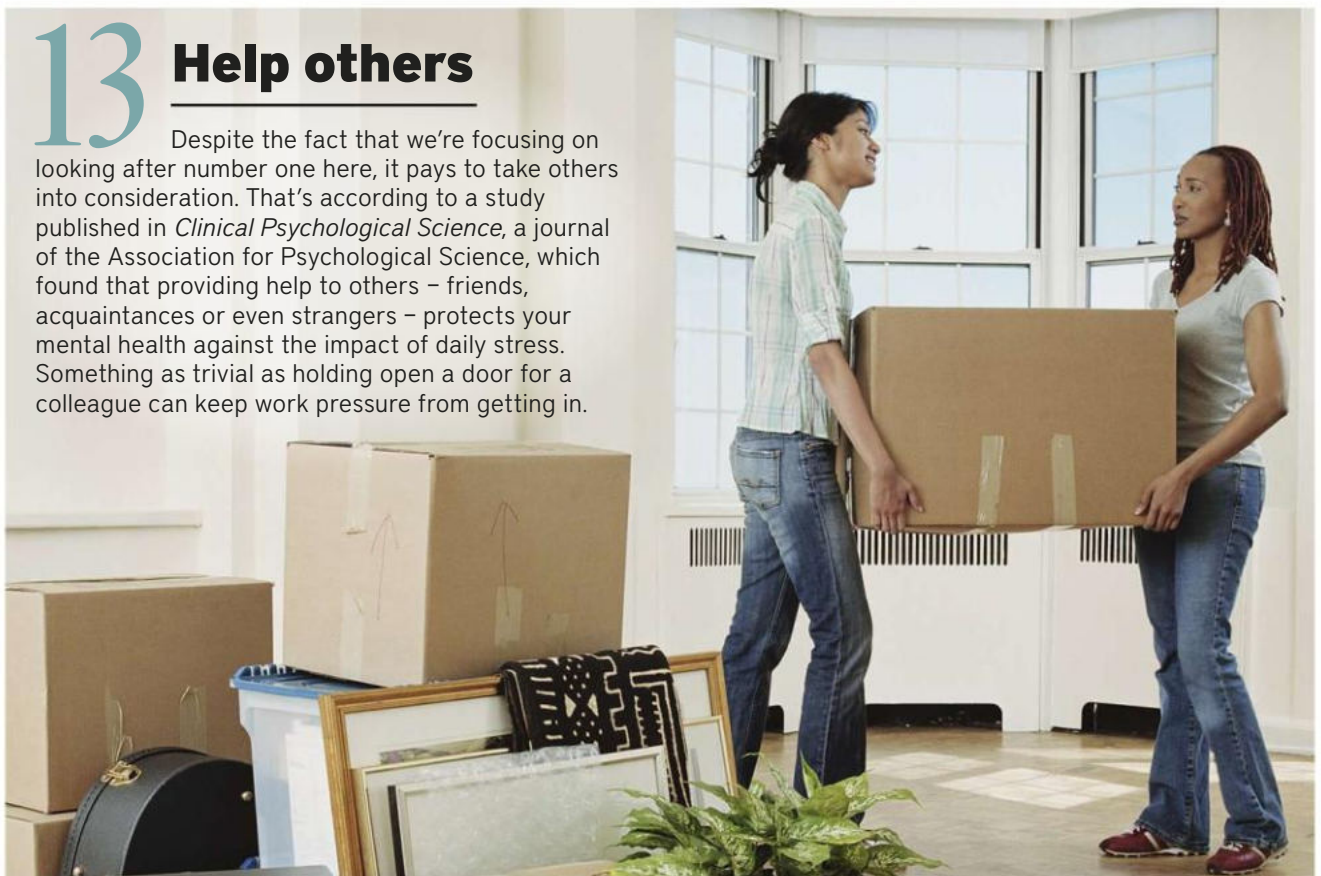 13
Help others
Despite the fact that we're focusing on
looking after number one here, it pays to take others
into consideration. That's according to a study
published in Clinical Psychological Science, a journal
of the Association for Psychological Science, which
found that providing help to others – friends,
acquaintances or even strangers – protects your
mental health against the impact of daily stress.
Something as trivial as holding open a door for a
colleague can keep work pressure from getting in.